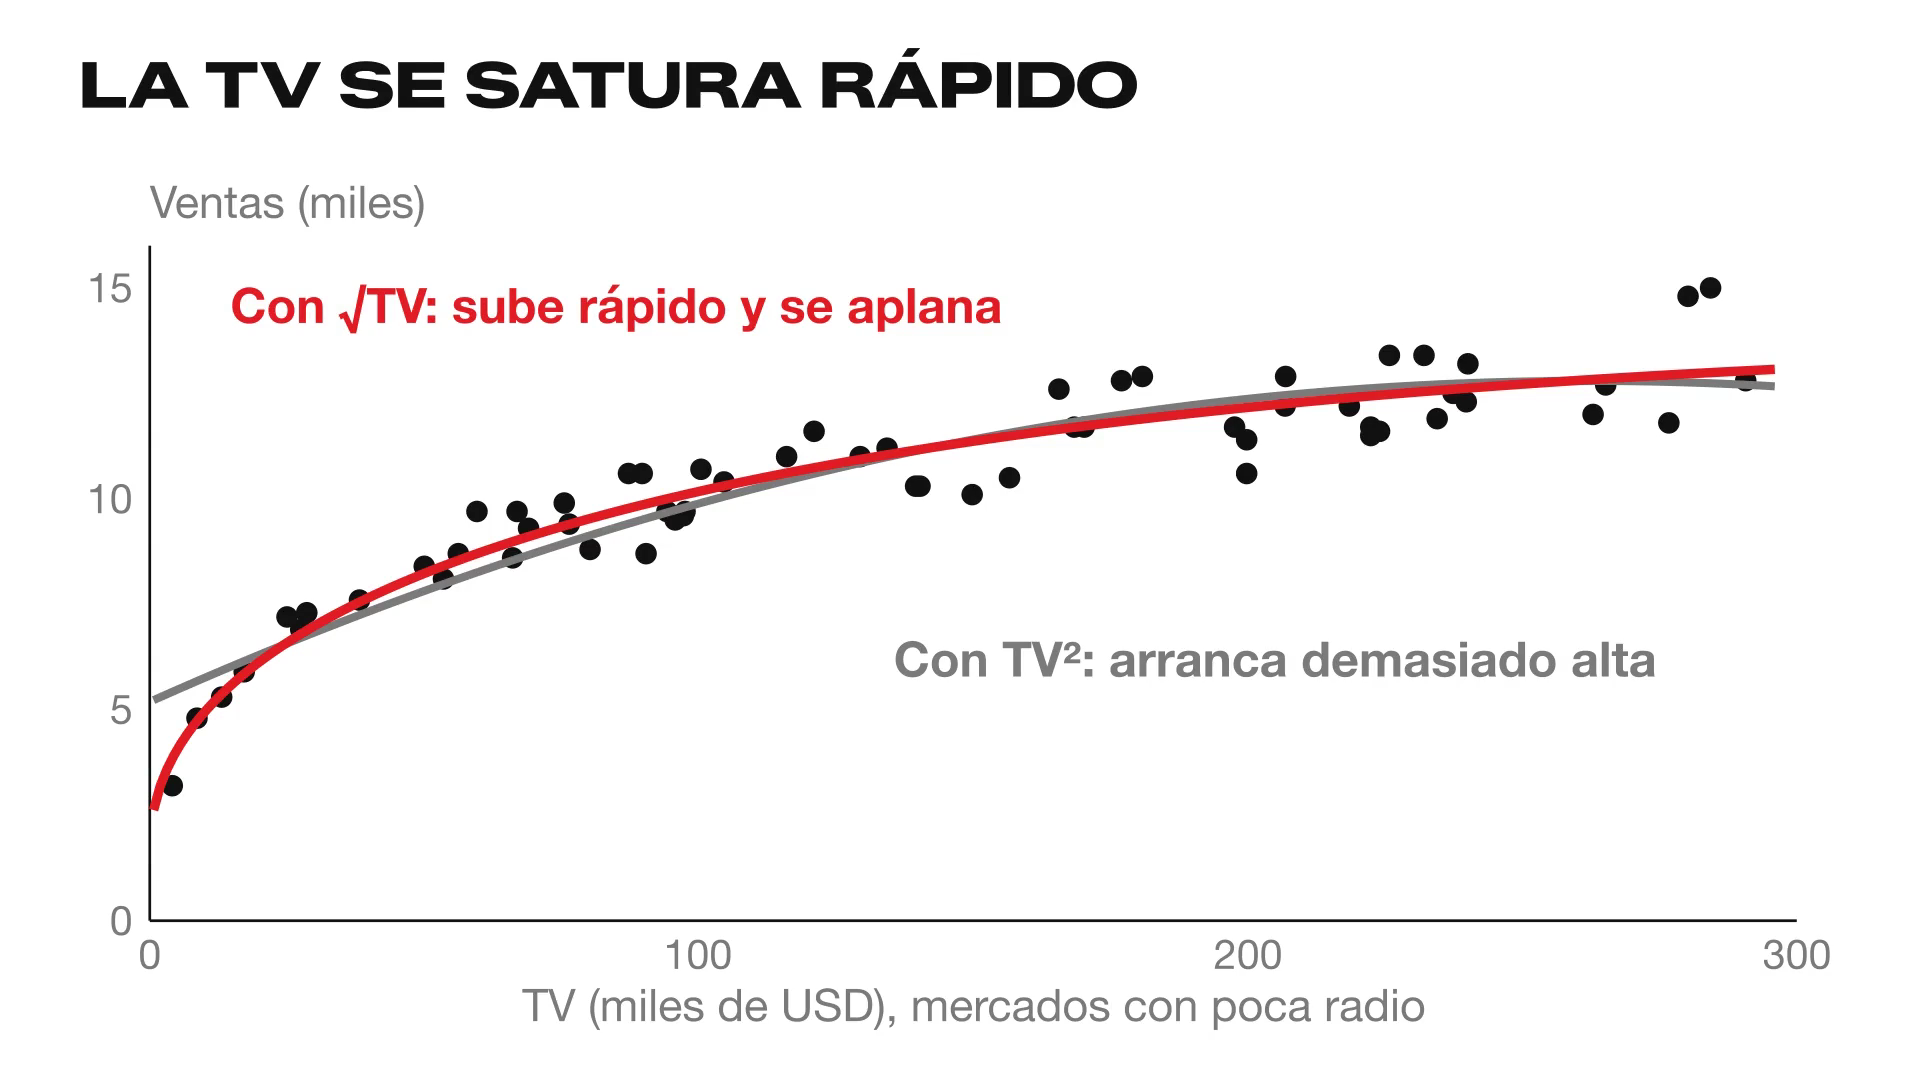 LA TV SE SATURA RÁPIDO
Ventas (miles)
15
Con √TV: sube rápido y se aplana
10
Con TV²: arranca demasiado alta
5
0
0 100 200 300
TV (miles de USD), mercados con poca radio